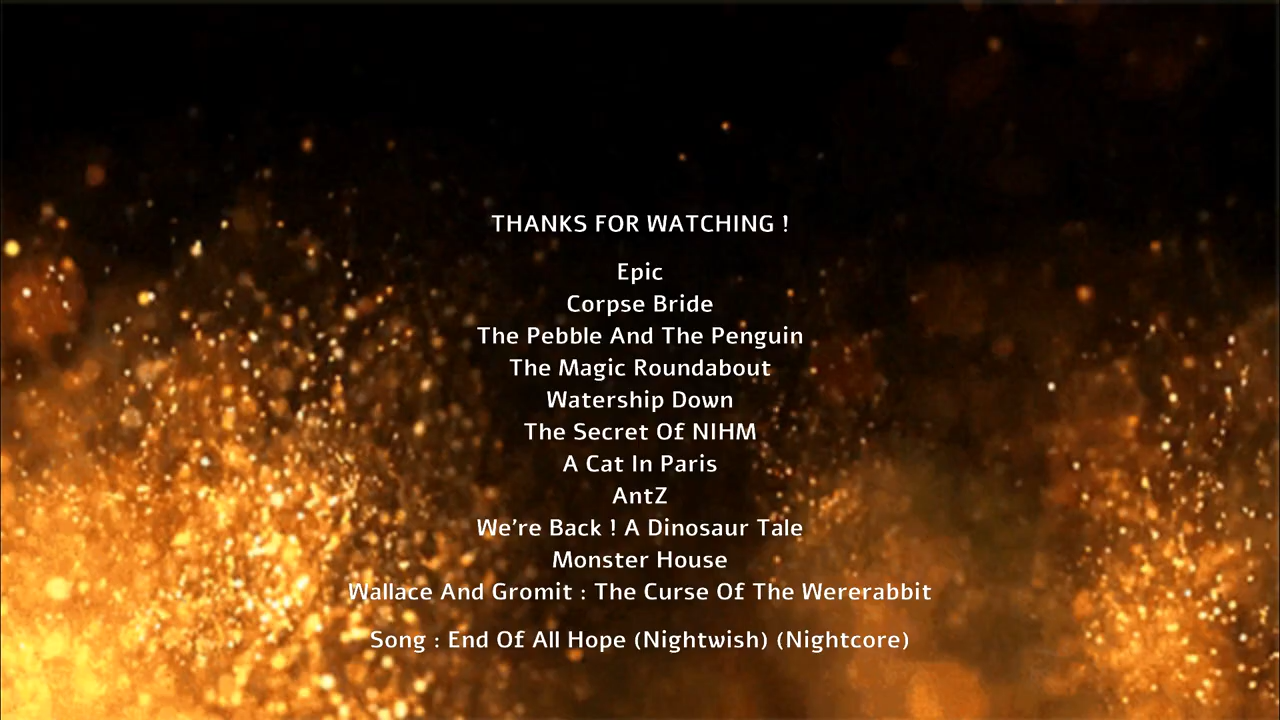 THANKS FOR WATCHING !
Epic
Corpse Bride
The Pebble And The Penguin
The Magic Roundabout
Watership Down
The Secret Of NIHM
A Cat In Paris
AntZ
We're Back ! A Dinosaur Tale
Monster House
Wallace And Gromit : The Curse Of The Wererabbit
Song : End Of All Hope (Nightwish) (Nightcore)